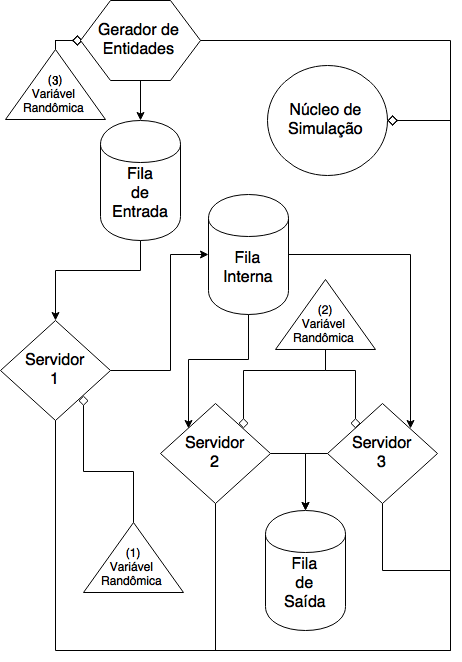 Gerador de
Entidades
(3)
Variável
Randômica
Núcleo de
Simulação
Fila
de
Entrada
Fila
Interna
(2)
Variável
Randômica
Servidor
1
Servidor
2
Servidor
3
(1)
Variável
Randômica
Fila
de
Saída